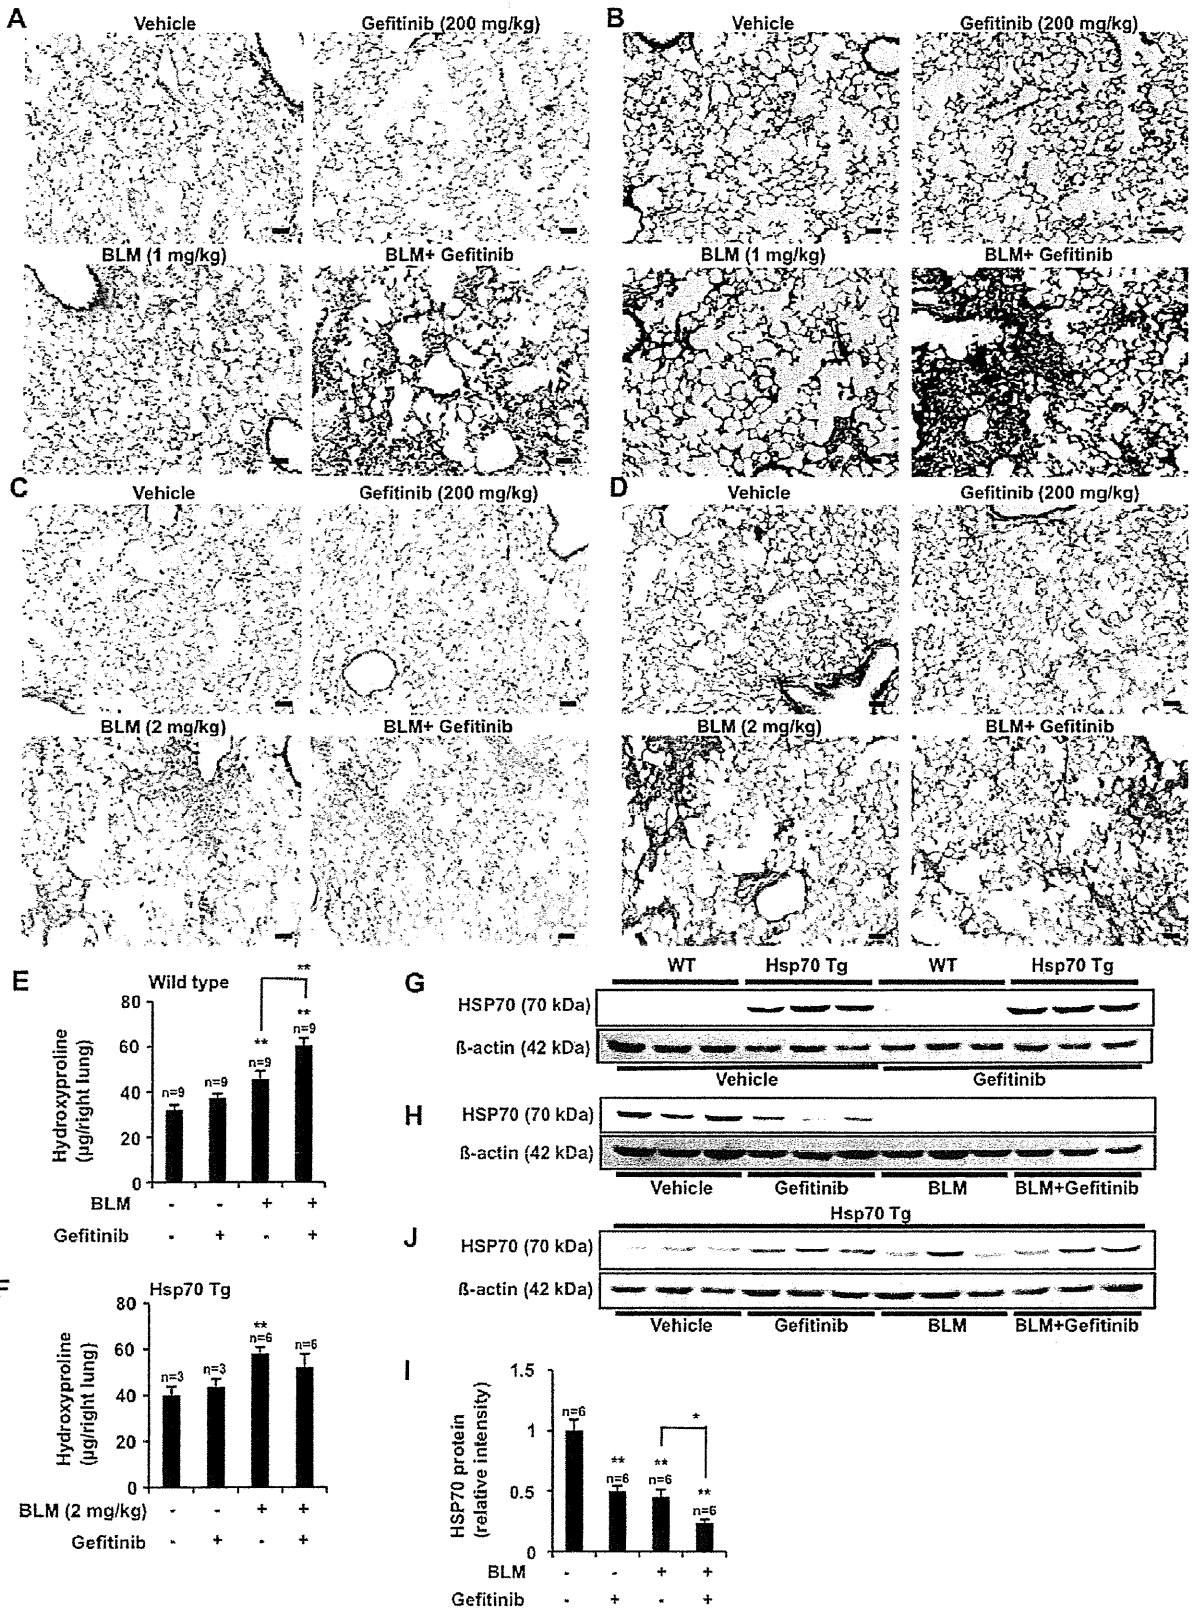 A
Vehicle
Gefitinib (200 mg/kg)
B
Vehicle
Gefitinib (200 mg/kg)
BLM (1 mg/kg)
BLM+ Gefitinib
BLM (1 mg/kg)
BLM+ Gefitinib
C
Vehicle
Gefitinib (200 mg/kg)
D
Vehicle
Gefitinib (200 mg/kg)
BLM (2 mg/kg)
BLM+ Gefitinib
BLM (2 mg/kg)
BLM+ Gefitinib
E
Wild type
Hydroxyproline
(µg/right lung)
80
60
40
20
0
n=9
n=9
**
n=9
**
**
n=9
BLM - - + +
Gefitinib - + - +
F
Hsp70 Tg
Hydroxyproline
(µg/right lung)
80
60
40
20
0
n=3
n=3
**
n=6
n=6
BLM (2 mg/kg) - - + +
Gefitinib - + - +
G
WT Hsp70 Tg WT Hsp70 Tg
HSP70 (70 kDa)
ß-actin (42 kDa)
Vehicle Gefitinib
H
HSP70 (70 kDa)
ß-actin (42 kDa)
Vehicle Gefitinib BLM BLM+Gefitinib
J
Hsp70 Tg
HSP70 (70 kDa)
ß-actin (42 kDa)
Vehicle Gefitinib BLM BLM+Gefitinib
I
HSP70 protein
(relative intensity)
1.5
1
0.5
0
n=6
**
n=6
**
n=6
*
**
n=6
BLM - - + +
Gefitinib - + - +